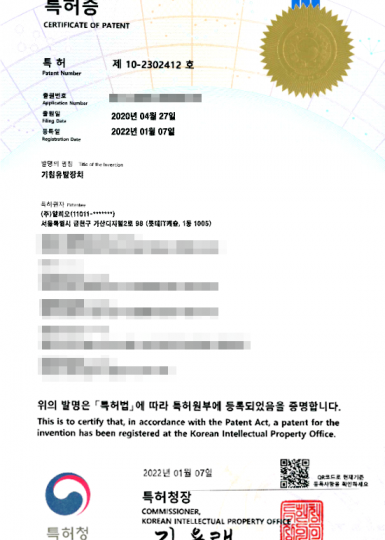 특허증
CERTIFICATE OF PATENT
특 허
Patent Number
제 10-2302412 호
출원번호
Application Number
출원일
Filing Date
2020년 04월 27일
등록일
Registration Date
2022년 01월 07일
발명의 명칭 Title of the Invention
기침유발장치
특허권자 Patentee
(주)알리오(11011-*******)
서울특별시 금천구 가산디지털2로 98 (롯데IT캐슬, 1동 1005)
위의 발명은 「특허법」에 따라 특허원부에 등록되었음을 증명합니다.
This is to certify that, in accordance with the Patent Act, a patent for the
invention has been registered at the Korean Intellectual Property Office.
2022년 01월 07일
QR코드로 현재기준
등록사항을 확인하세요
특허청장
COMMISSIONER,
KOREAN INTELLECTUAL PROPERTY OFFICE
특허청